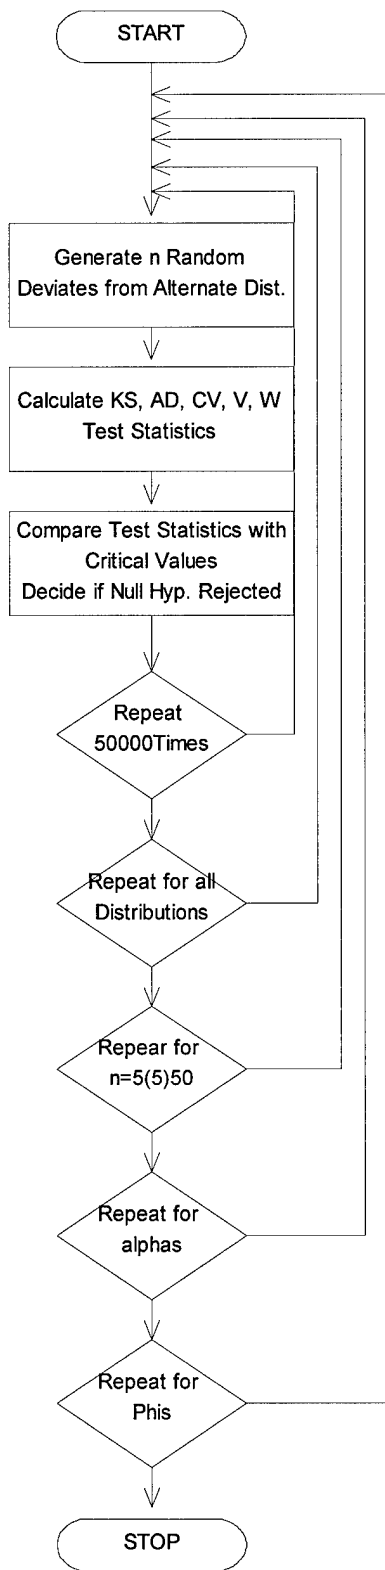 START
Generate n Random
Deviates from Alternate Dist.
Calculate KS, AD, CV, V, W
Test Statistics
Compare Test Statistics with
Critical Values
Decide if Null Hyp. Rejected
Repeat
50000Times
Repeat for all
Distributions
Repear for
n=5(5)50
Repeat for
alphas
Repeat for
Phis
STOP